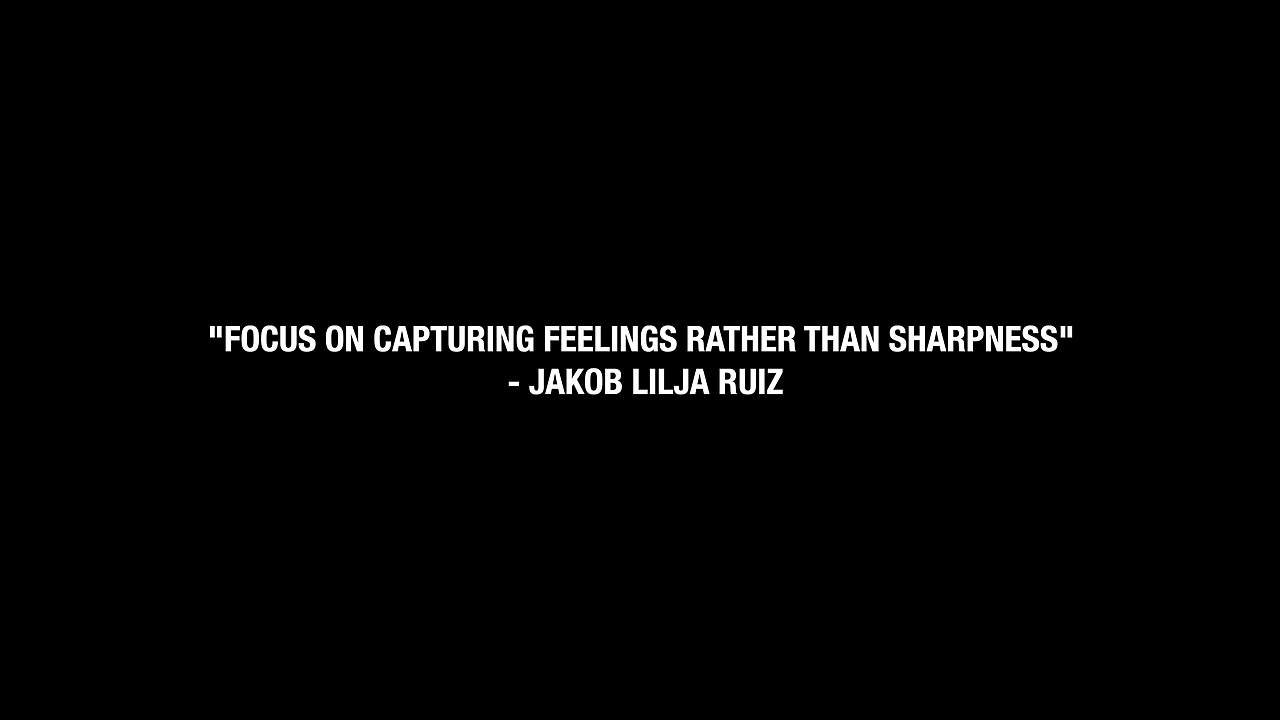 "FOCUS ON CAPTURING FEELINGS RATHER THAN SHARPNESS"
- JAKOB LILJA RUIZ